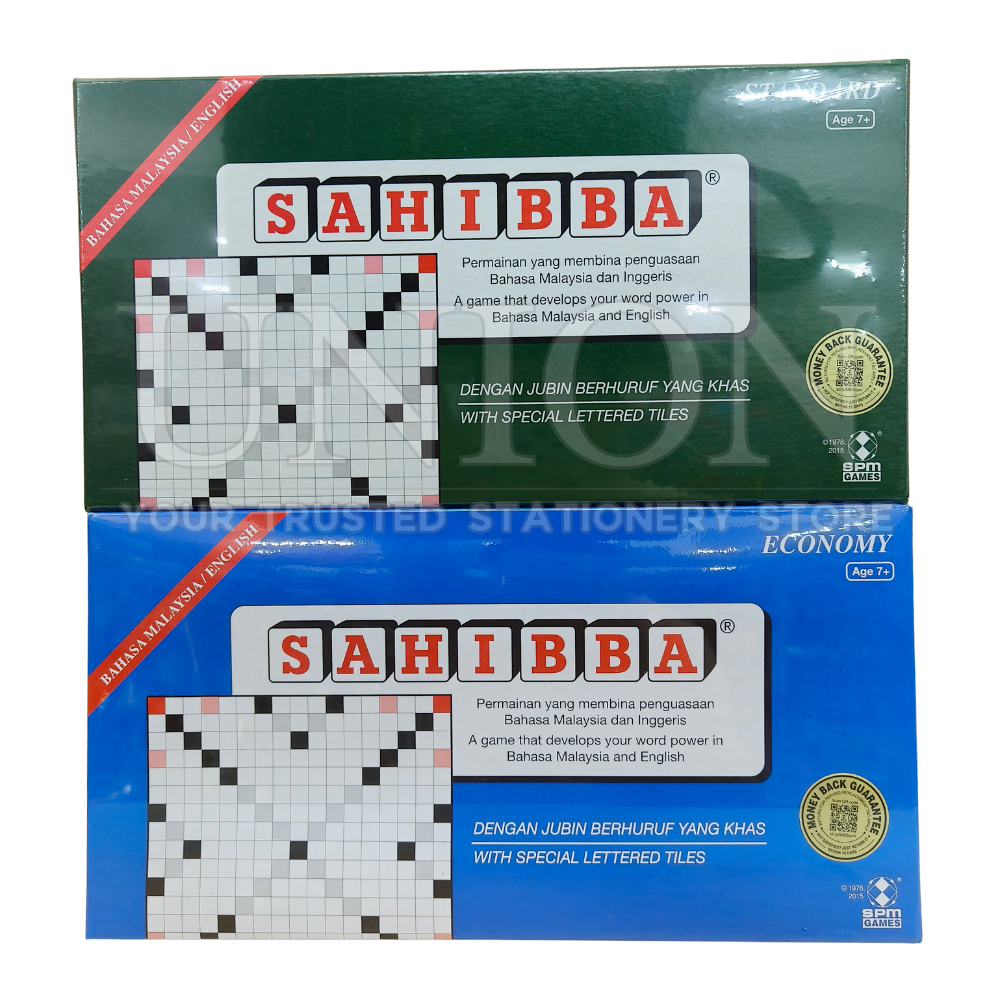 STANDARD
Age 7+
BAHASA MALAYSIA / ENGLISH
SAHIBBA®
Permainan yang membina penguasaan
Bahasa Malaysia dan Inggeris
A game that develops your word power in
Bahasa Malaysia and English
DENGAN JUBIN BERHURUF YANG KHAS
WITH SPECIAL LETTERED TILES
MONEY BACK GUARANTEE
©1978,
2015
SPM
GAMES
UNION
YOUR TRUSTED STATIONERY STORE
ECONOMY
Age 7+
BAHASA MALAYSIA / ENGLISH
SAHIBBA®
Permainan yang membina penguasaan
Bahasa Malaysia dan Inggeris
A game that develops your word power in
Bahasa Malaysia and English
DENGAN JUBIN BERHURUF YANG KHAS
WITH SPECIAL LETTERED TILES
MONEY BACK GUARANTEE
Scan QR code
©1978,
2015
SPM
GAMES